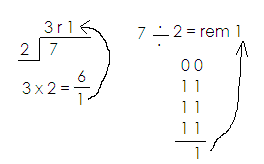 3 r 1
2 7
3 x 2 = 6
1
7 ÷ 2 = rem 1
0 0
1 1
1 1
1 1
1